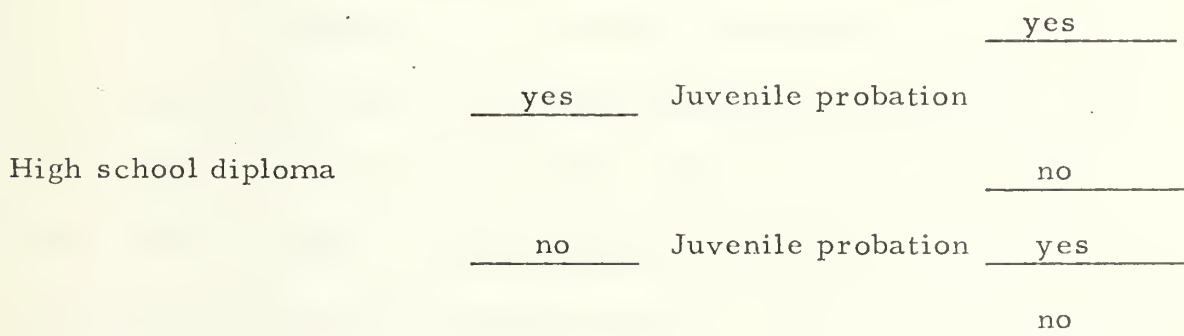 yes
yes Juvenile probation
High school diploma no
no Juvenile probation yes
no